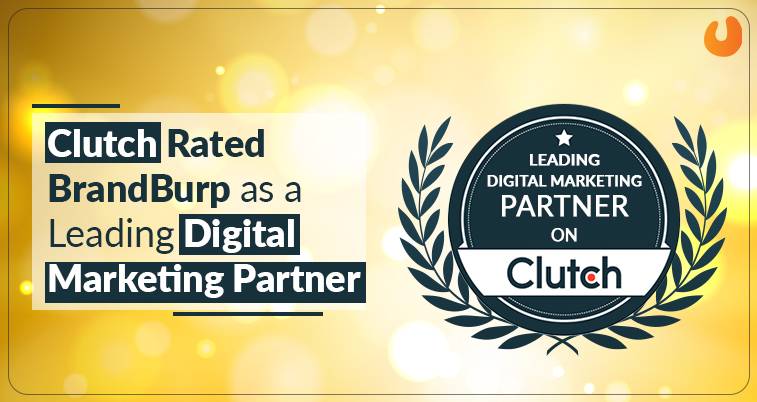 Clutch Rated
BrandBurp as a
Leading Digital
Marketing Partner
LEADING
DIGITAL MARKETING
PARTNER
ON
Clutch